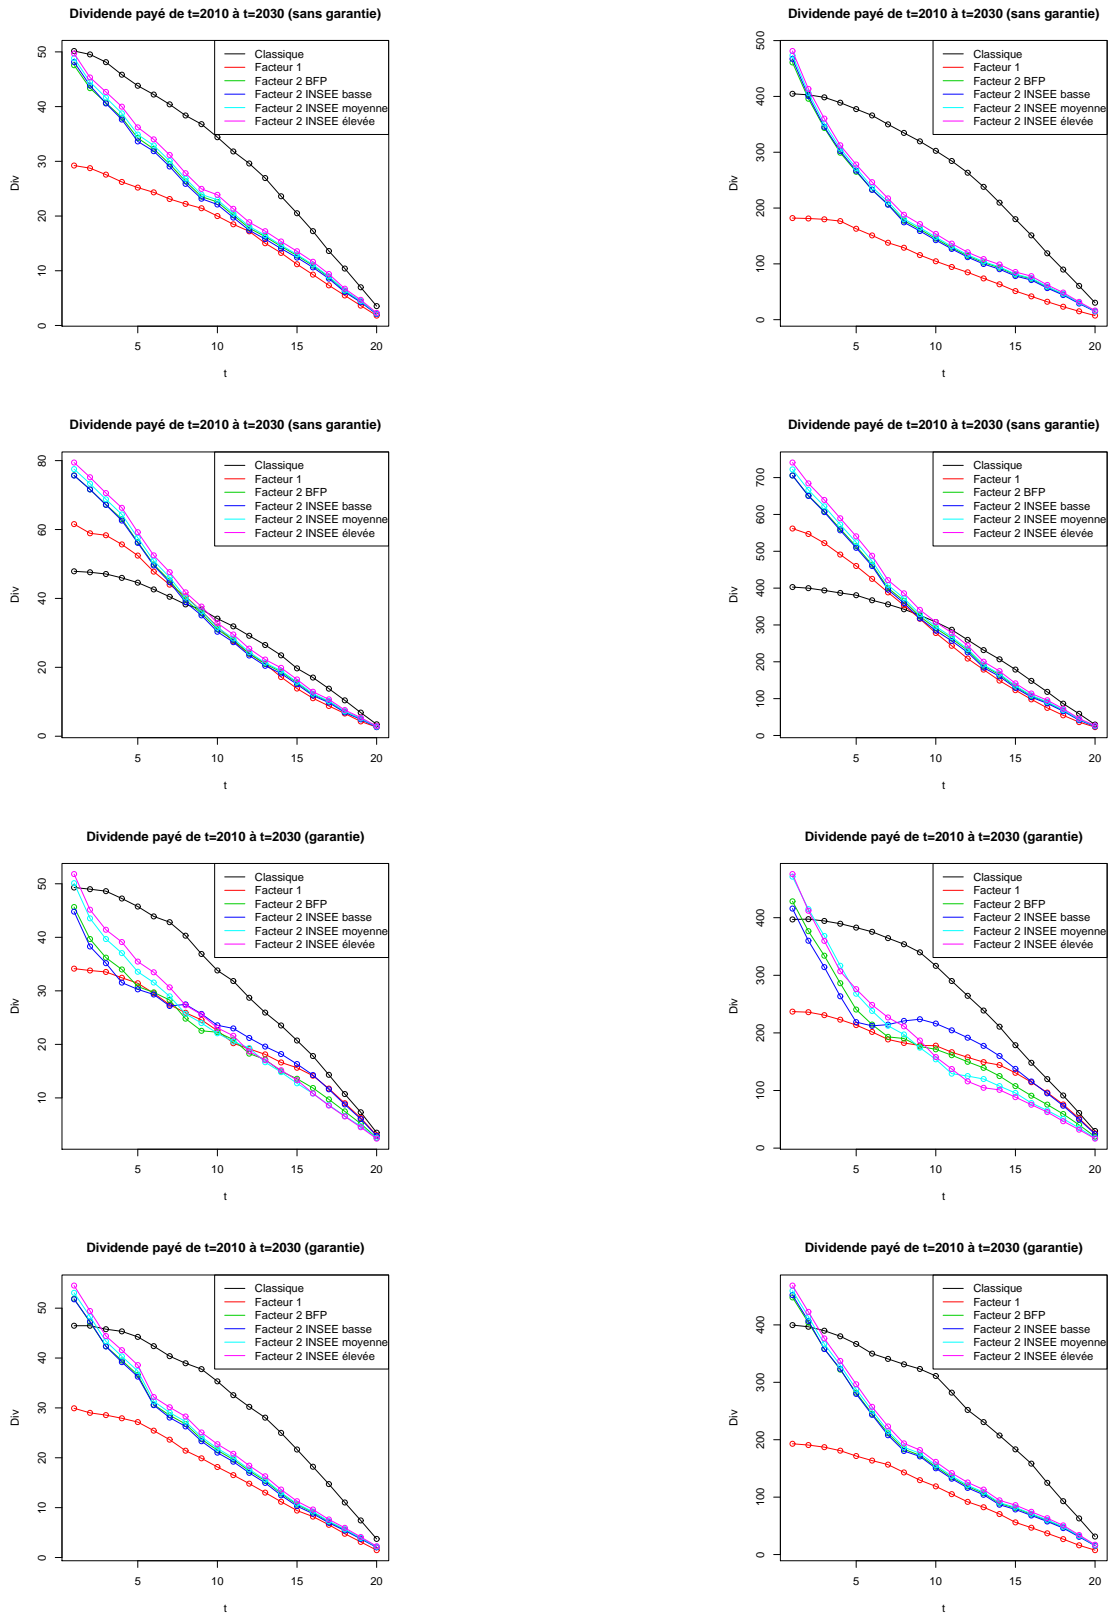 Dividende payé de t=2010 à t=2030 (sans garantie)
50
40
30
20
10
0
Div
Classique
Facteur 1
Facteur 2 BFP
Facteur 2 INSEE basse
Facteur 2 INSEE moyenne
Facteur 2 INSEE élevée
5
10
15
20
t
Dividende payé de t=2010 à t=2030 (sans garantie)
500
400
300
200
100
0
Div
Classique
Facteur 1
Facteur 2 BFP
Facteur 2 INSEE basse
Facteur 2 INSEE moyenne
Facteur 2 INSEE élevée
5
10
15
20
t
Dividende payé de t=2010 à t=2030 (sans garantie)
80
60
40
20
0
Div
Classique
Facteur 1
Facteur 2 BFP
Facteur 2 INSEE basse
Facteur 2 INSEE moyenne
Facteur 2 INSEE élevée
5
10
15
20
t
Dividende payé de t=2010 à t=2030 (sans garantie)
700
600
500
400
300
200
100
0
Div
Classique
Facteur 1
Facteur 2 BFP
Facteur 2 INSEE basse
Facteur 2 INSEE moyenne
Facteur 2 INSEE élevée
5
10
15
20
t
Dividende payé de t=2010 à t=2030 (garantie)
50
40
30
20
10
Div
Classique
Facteur 1
Facteur 2 BFP
Facteur 2 INSEE basse
Facteur 2 INSEE moyenne
Facteur 2 INSEE élevée
5
10
15
20
t
Dividende payé de t=2010 à t=2030 (garantie)
400
300
200
100
0
Div
Classique
Facteur 1
Facteur 2 BFP
Facteur 2 INSEE basse
Facteur 2 INSEE moyenne
Facteur 2 INSEE élevée
5
10
15
20
t
Dividende payé de t=2010 à t=2030 (garantie)
50
40
30
20
10
0
Div
Classique
Facteur 1
Facteur 2 BFP
Facteur 2 INSEE basse
Facteur 2 INSEE moyenne
Facteur 2 INSEE élevée
5
10
15
20
t
Dividende payé de t=2010 à t=2030 (garantie)
400
300
200
100
0
Div
Classique
Facteur 1
Facteur 2 BFP
Facteur 2 INSEE basse
Facteur 2 INSEE moyenne
Facteur 2 INSEE élevée
5
10
15
20
t